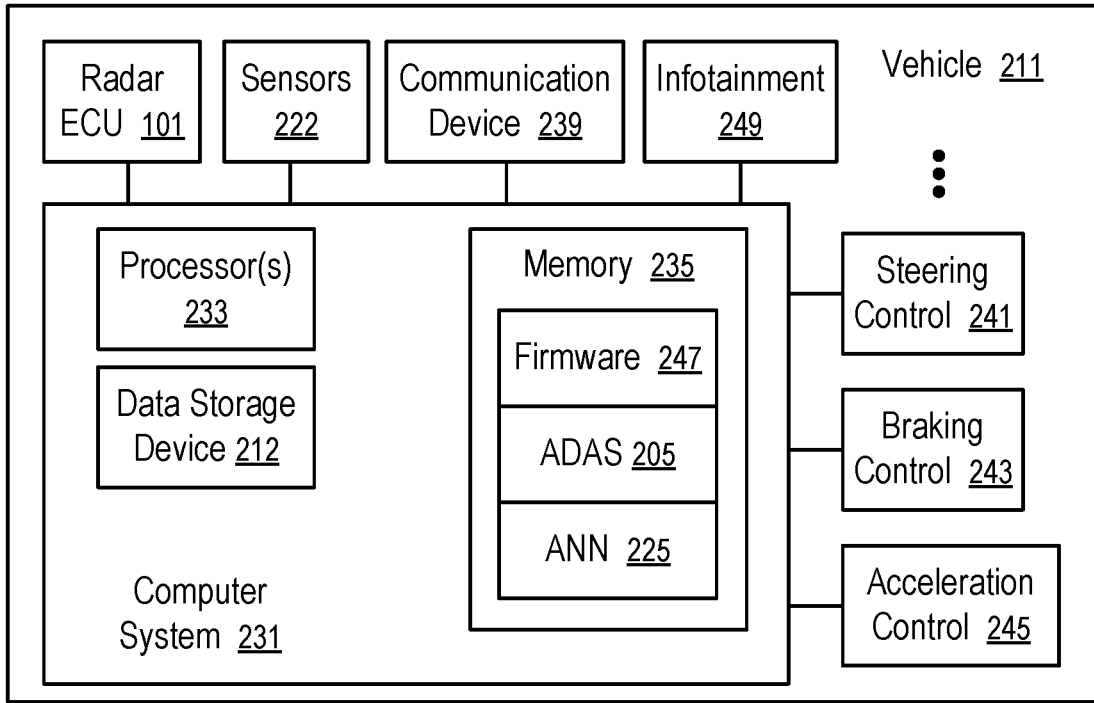 Radar
ECU 101
Sensors
222
Communication
Device 239
Infotainment
249
Vehicle 211
Processor(s)
233
Data Storage
Device 212
Memory 235
Firmware 247
ADAS 205
ANN 225
Computer
System 231
Steering
Control 241
Braking
Control 243
Acceleration
Control 245